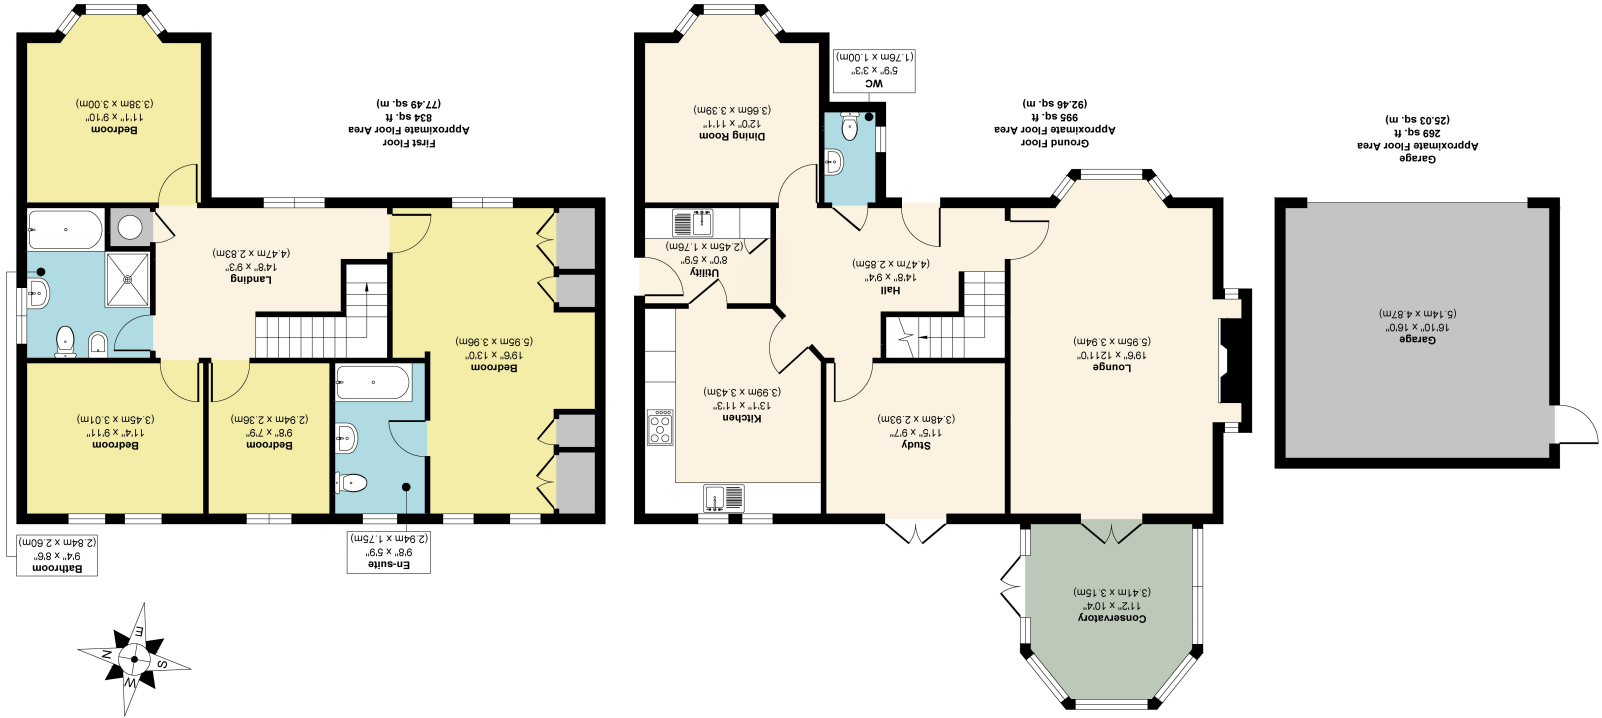 Conservatory
11'2" x 10'4"
(3.41m x 3.15m)
Lounge
19'6" x 1211'0"
(5.95m x 3.94m)
Study
11'5" x 9'7"
(3.48m x 2.93m)
Kitchen
13'1" x 11'3"
(3.99m x 3.43m)
Hall
14'8" x 9'4"
(4.47m x 2.85m)
Utility
8'0" x 5'9"
(2.45m x 1.76m)
Dining Room
12'0" x 11'1"
(3.66m x 3.39m)
WC
5'9" x 3'3"
(1.76m x 1.00m)
Ground Floor
Approximate Floor Area
995 sq. ft
(92.46 sq. m)
Garage
16'10" x 16'0"
(5.14m x 4.87m)
Garage
Approximate Floor Area
269 sq. ft
(25.03 sq. m)
En-suite
9'8" x 5'9"
(2.94m x 1.75m)
Bathroom
9'4" x 8'6"
(2.84m x 2.60m)
Bedroom
19'6" x 13'0"
(5.95m x 3.96m)
Bedroom
9'8" x 7'9"
(2.94m x 2.36m)
Bedroom
11'4" x 9'11"
(3.45m x 3.01m)
Landing
14'8" x 9'3"
(4.47m x 2.83m)
Bedroom
11'1" x 9'10"
(3.38m x 3.00m)
First Floor
Approximate Floor Area
834 sq. ft
(77.49 sq. m)
W
S
N
E